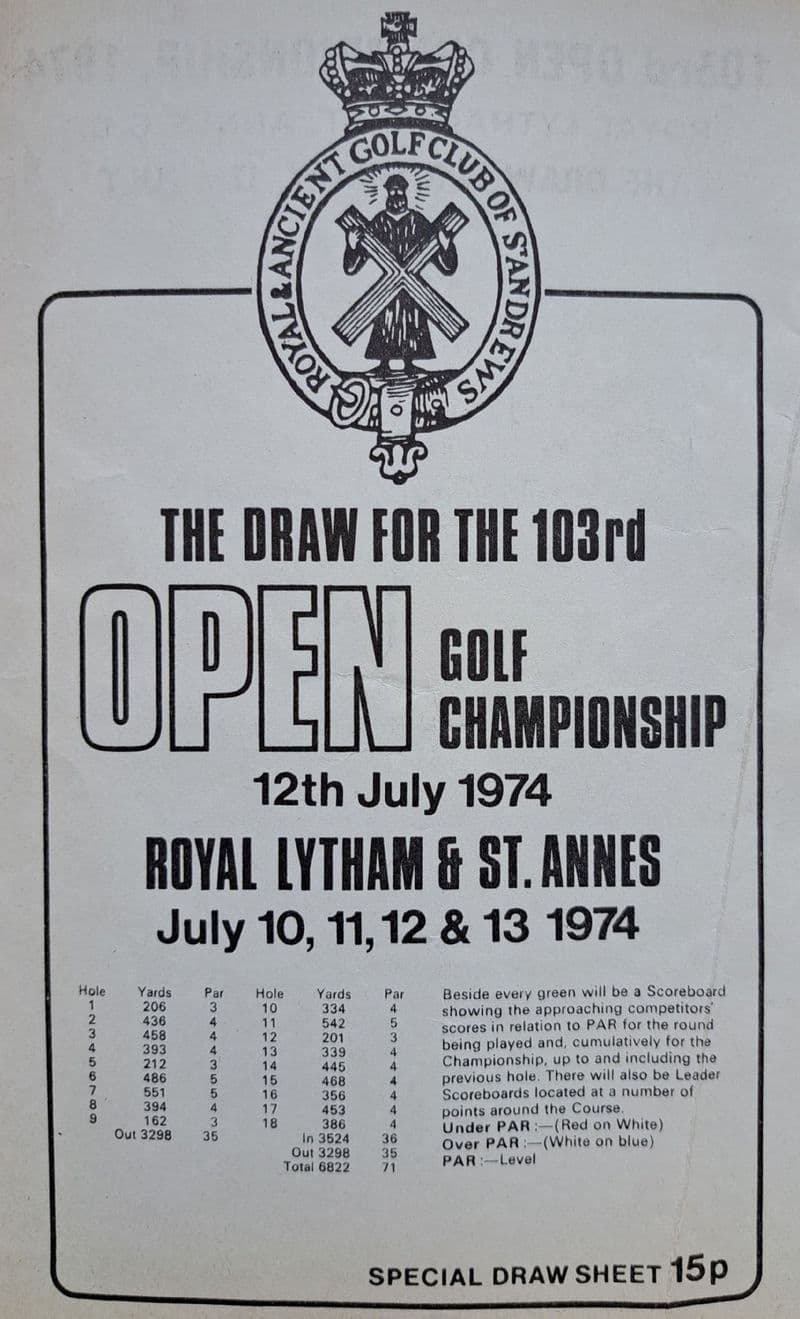 ROYAL & ANCIENT GOLF CLUB OF ST ANDREWS
THE DRAW FOR THE 103rd
OPEN GOLF CHAMPIONSHIP
12th July 1974
ROYAL LYTHAM & ST. ANNES
July 10, 11, 12 & 13 1974
Hole Yards Par
1 206 3
2 436 4
3 458 4
4 393 4
5 212 3
6 486 5
7 551 5
8 394 4
9 162 3
Out 3298 35
Hole Yards Par
10 334 4
11 542 5
12 201 3
13 339 4
14 445 4
15 468 4
16 356 4
17 453 4
18 386 4
In 3524 36
Out 3298 35
Total 6822 71
Beside every green will be a Scoreboard
showing the approaching competitors'
scores in relation to PAR for the round
being played and, cumulatively for the
Championship, up to and including the
previous hole. There will also be Leader
Scoreboards located at a number of
points around the Course.
Under PAR :—(Red on White)
Over PAR :—(White on blue)
PAR :—Level
SPECIAL DRAW SHEET 15p